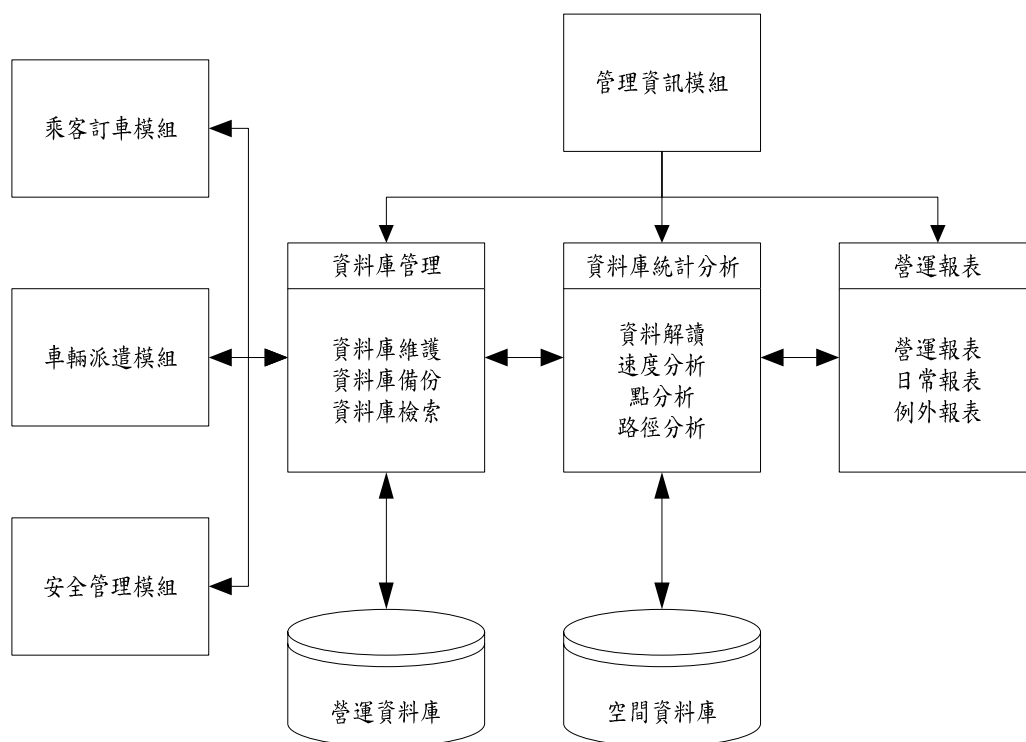 管理資訊模組
乘客訂車模組
車輛派遣模組
安全管理模組
資料庫管理
資料庫維護
資料庫備份
資料庫檢索
資料庫統計分析
資料解讀
速度分析
點分析
路徑分析
營運報表
營運報表
日常報表
例外報表
營運資料庫
空間資料庫